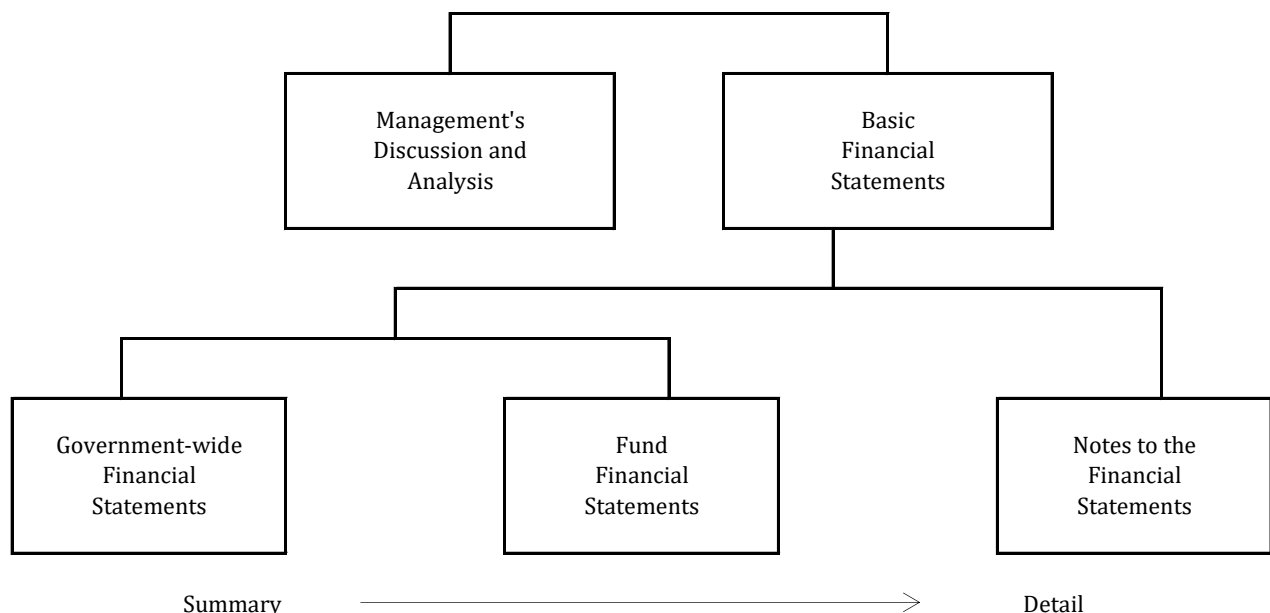 Management's
Discussion and
Analysis
Basic
Financial
Statements
Government-wide
Financial
Statements
Fund
Financial
Statements
Notes to the
Financial
Statements
Summary
Detail